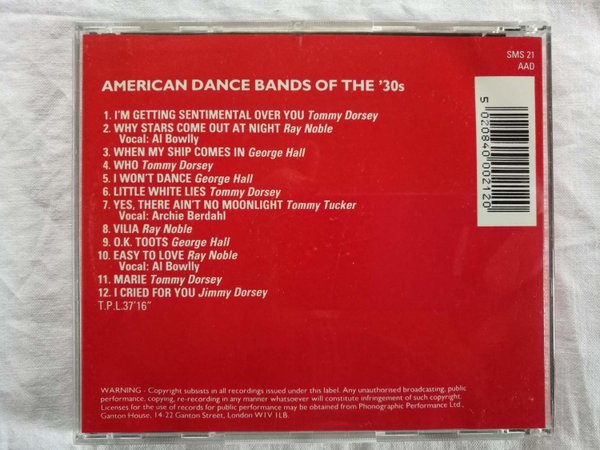 SMS 21
AAD
AMERICAN DANCE BANDS OF THE '30s
1. I'M GETTING SENTIMENTAL OVER YOU Tommy Dorsey
2. WHY STARS COME OUT AT NIGHT Ray Noble
Vocal: Al Bowlly
3. WHEN MY SHIP COMES IN George Hall
4. WHO Tommy Dorsey
5. I WON'T DANCE George Hall
6. LITTLE WHITE LIES Tommy Dorsey
7. YES, THERE AIN'T NO MOONLIGHT Tommy Tucker
Vocal: Archie Berdahl
8. VILIA Ray Noble
9. O.K. TOOTS George Hall
10. EASY TO LOVE Ray Noble
Vocal: Al Bowlly
11. MARIE Tommy Dorsey
12. I CRIED FOR YOU Jimmy Dorsey
T.P.L.37'16"
5 020840 002120
WARNING - Copyright subsists in all recordings issued under this label. Any unauthorised broadcasting, public
performance, copying, re-recording in any manner whatsoever will constitute infringement of such copyright.
Licenses for the use of records for public performance may be obtained from Phonographic Performance Ltd.,
Ganton House, 14-22 Ganton Street, London W1V 1LB.